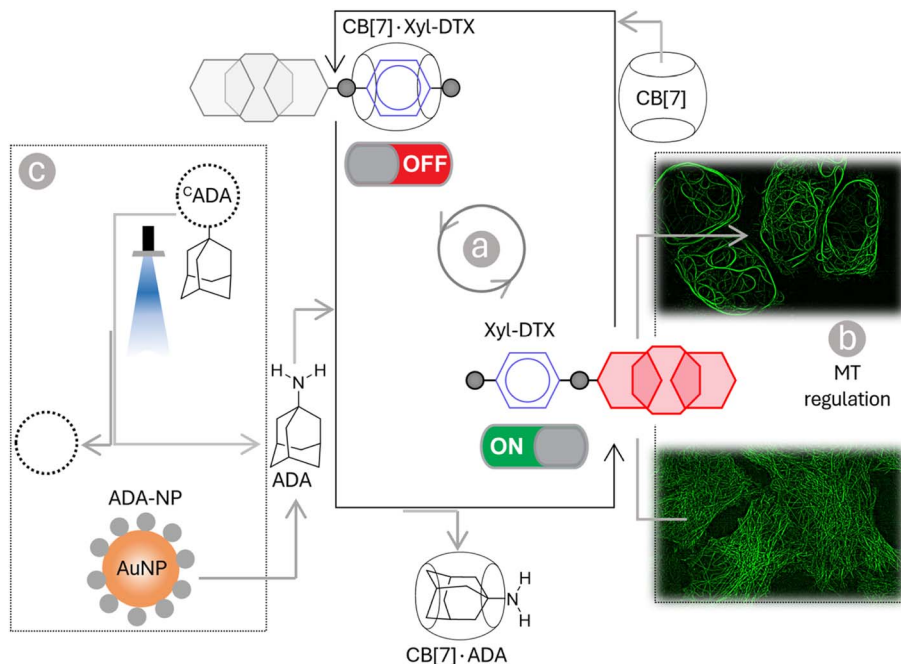 CB[7]·Xyl-DTX
CB[7]
OFF
c
ᶜADA
a
Xyl-DTX
b
MT
regulation
H H
N
ADA
ON
ADA-NP
AuNP
H
N
H
CB[7]·ADA